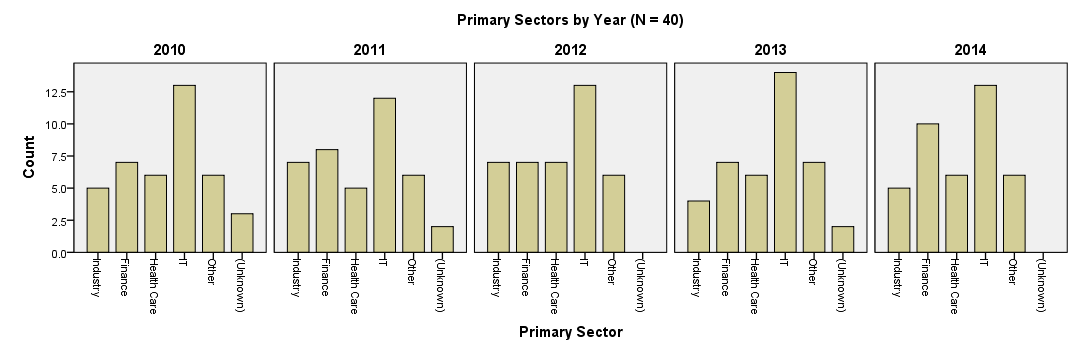 Primary Sectors by Year (N = 40)
2010 2011 2012 2013 2014
Count
12.5
10.0
7.5
5.0
2.5
0.0
Industry Finance Health Care IT Other (Unknown) Industry Finance Health Care IT Other (Unknown) Industry Finance Health Care IT Other (Unknown) Industry Finance Health Care IT Other (Unknown) Industry Finance Health Care IT Other (Unknown)
Primary Sector